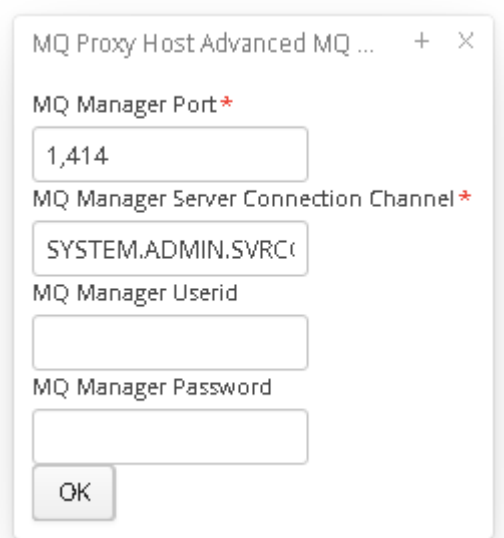 MQ Proxy Host Advanced MQ ...
MQ Manager Port*
1,414
MQ Manager Server Connection Channel*
SYSTEM.ADMIN.SVRC
MQ Manager Userid
MQ Manager Password
OK